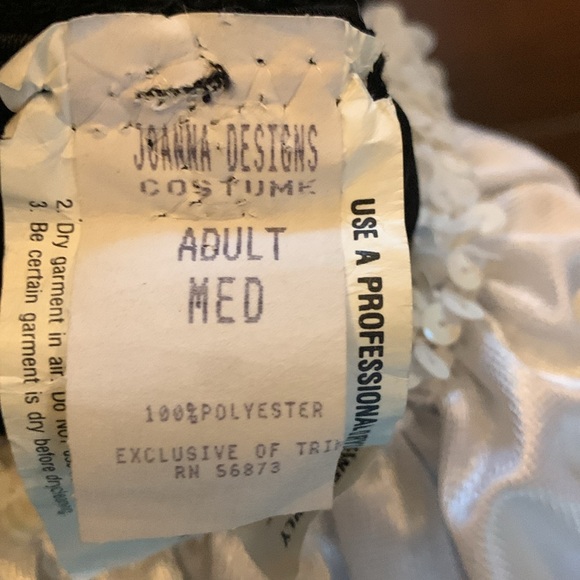 JOANNA DESIGNS
COSTUME
ADULT
MED
100%POLYESTER
EXCLUSIVE OF TRIM
RN 56873
2. Dry garment in air. Do NOT
3. Be certain garment is dry before
USE A PROFESSIONAL